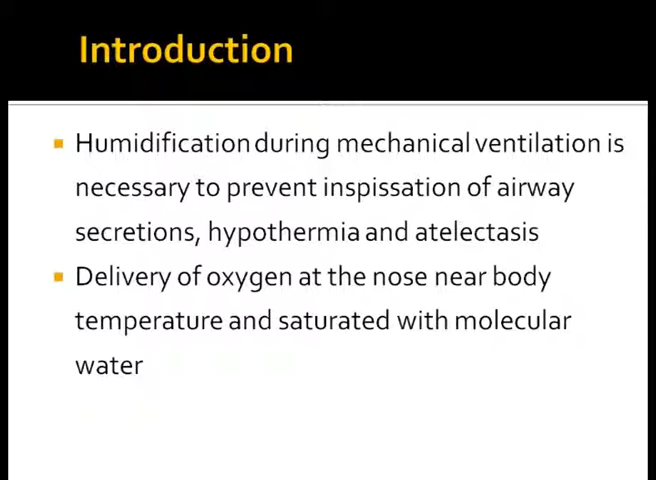 Introduction
Humidification during mechanical ventilation is
necessary to prevent inspissation of airway
secretions, hypothermia and atelectasis
Delivery of oxygen at the nose near body
temperature and saturated with molecular
water